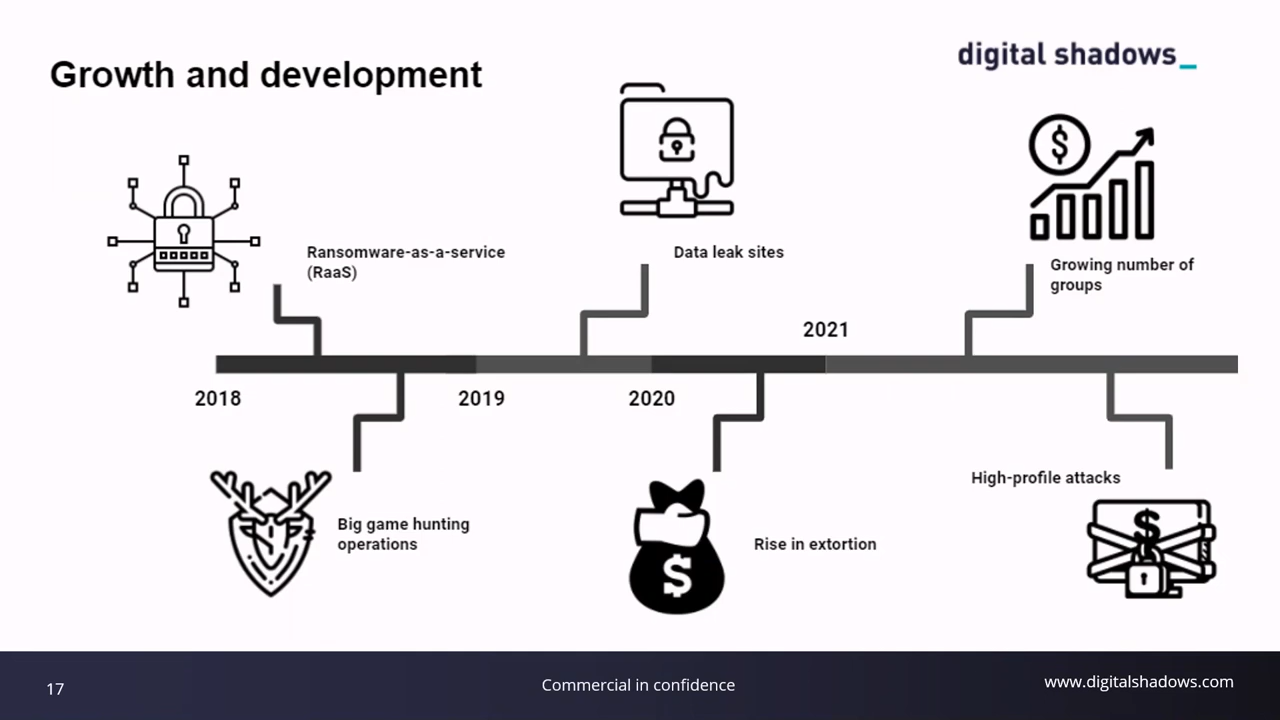 Growth and development
digital shadows_
Ransomware-as-a-service
(RaaS)
Data leak sites
Growing number of
groups
2021
2018
2019
2020
Big game hunting
operations
Rise in extortion
High-profile attacks
17
Commercial in confidence
www.digitalshadows.com